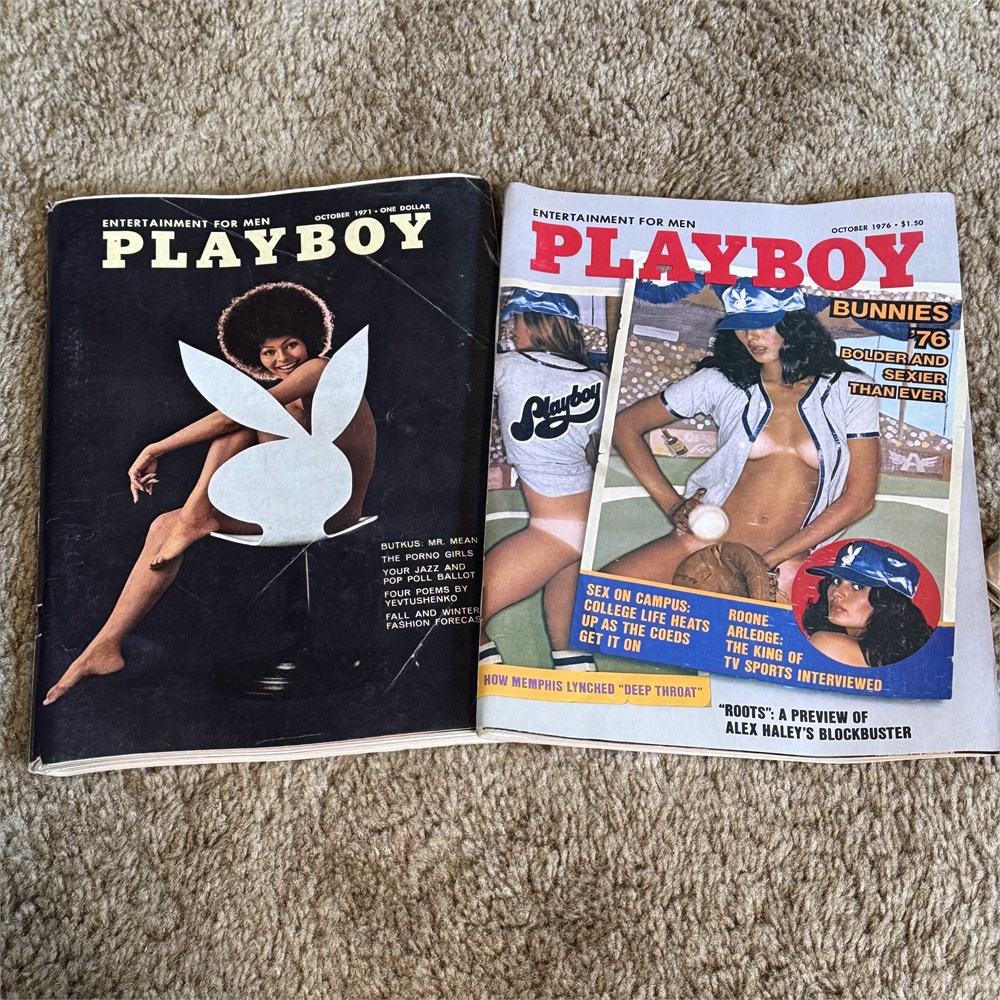 ENTERTAINMENT FOR MEN
OCTOBER 1971 • ONE DOLLAR
PLAYBOY
BUTKUS: MR. MEAN
THE PORNO GIRLS
YOUR JAZZ AND
POP POLL BALLOT
FOUR POEMS BY
YEVTUSHENKO
FALL AND WINTER
FASHION FORECAS
ENTERTAINMENT FOR MEN
OCTOBER 1976 • $1.50
PLAYBOY
BUNNIES
'76
BOLDER AND
SEXIER
THAN EVER
Playboy
SEX ON CAMPUS:
COLLEGE LIFE HEATS
UP AS THE COEDS
GET IT ON
ROONE
ARLEDGE:
THE KING OF
TV SPORTS INTERVIEWED
HOW MEMPHIS LYNCHED "DEEP THROAT"
"ROOTS": A PREVIEW OF
ALEX HALEY'S BLOCKBUSTER